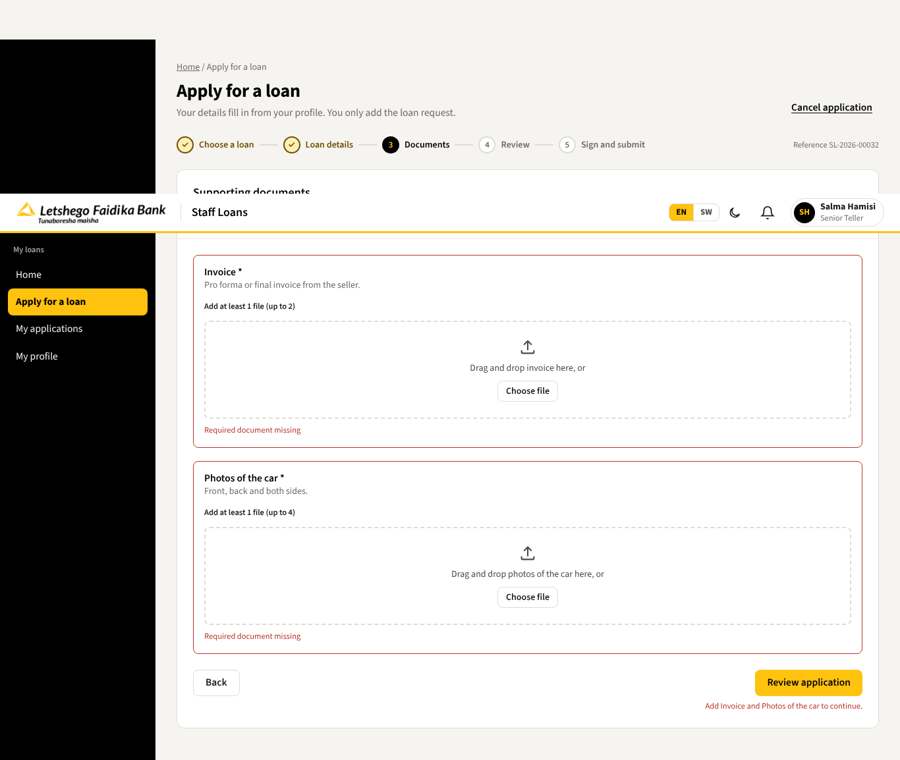 Home / Apply for a loan
Apply for a loan
Your details fill in from your profile. You only add the loan request.
Cancel application
Choose a loan
Loan details
3 Documents
4 Review
5 Sign and submit
Reference SL-2026-00032
Supporting documents
Letshego Faidika Bank
Tunaboresha maisha
Staff Loans
EN SW
SH
Salma Hamisi
Senior Teller
My loans
Home
Apply for a loan
My applications
My profile
Invoice *
Pro forma or final invoice from the seller.
Add at least 1 file (up to 2)
Drag and drop invoice here, or
Choose file
Required document missing
Photos of the car *
Front, back and both sides.
Add at least 1 file (up to 4)
Drag and drop photos of the car here, or
Choose file
Required document missing
Back
Review application
Add Invoice and Photos of the car to continue.